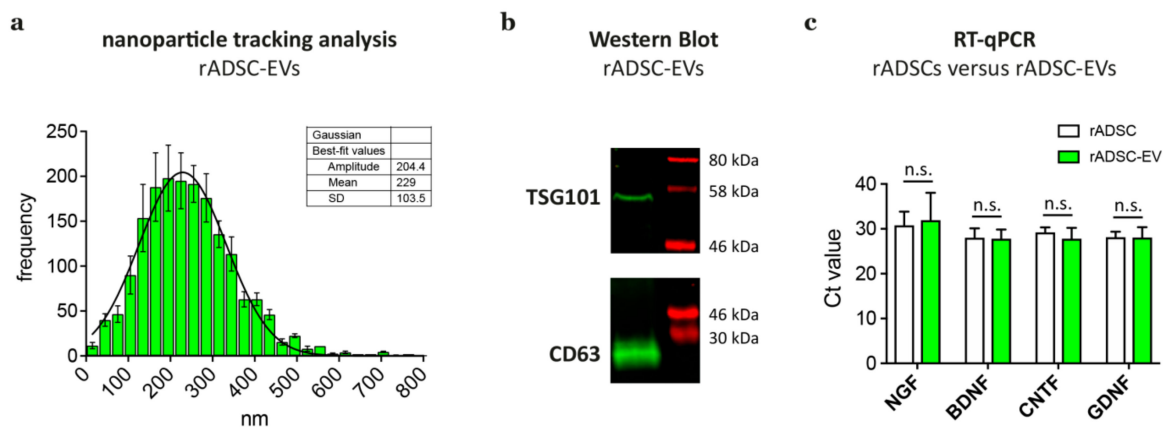 a
nanoparticle tracking analysis
rADSC-EVs
Gaussian
Best-fit values
Amplitude 204.4
Mean 229
SD 103.5
frequency
250
200
150
100
50
0
0 100 200 300 400 500 600 700 800
nm
b
Western Blot
rADSC-EVs
TSG101
80 kDa
58 kDa
46 kDa
CD63
46 kDa
30 kDa
c
RT-qPCR
rADSCs versus rADSC-EVs
rADSC
rADSC-EV
Ct value
40
30
20
10
0
n.s. n.s. n.s. n.s.
NGF BDNF CNTF GDNF